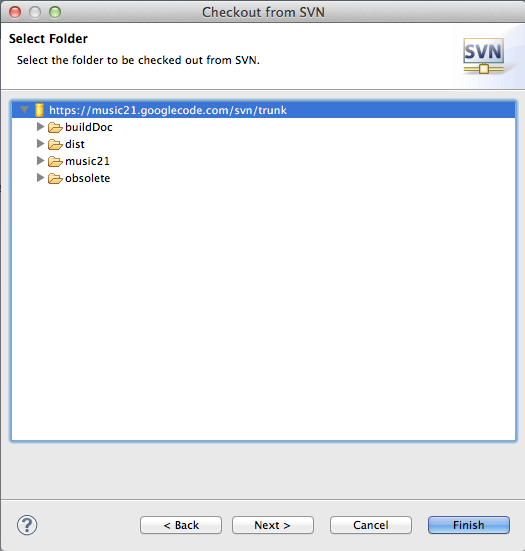 Checkout from SVN
Select Folder
Select the folder to be checked out from SVN.
SVN
https://music21.googlecode.com/svn/trunk
buildDoc
dist
music21
obsolete
?
< Back
Next >
Cancel
Finish